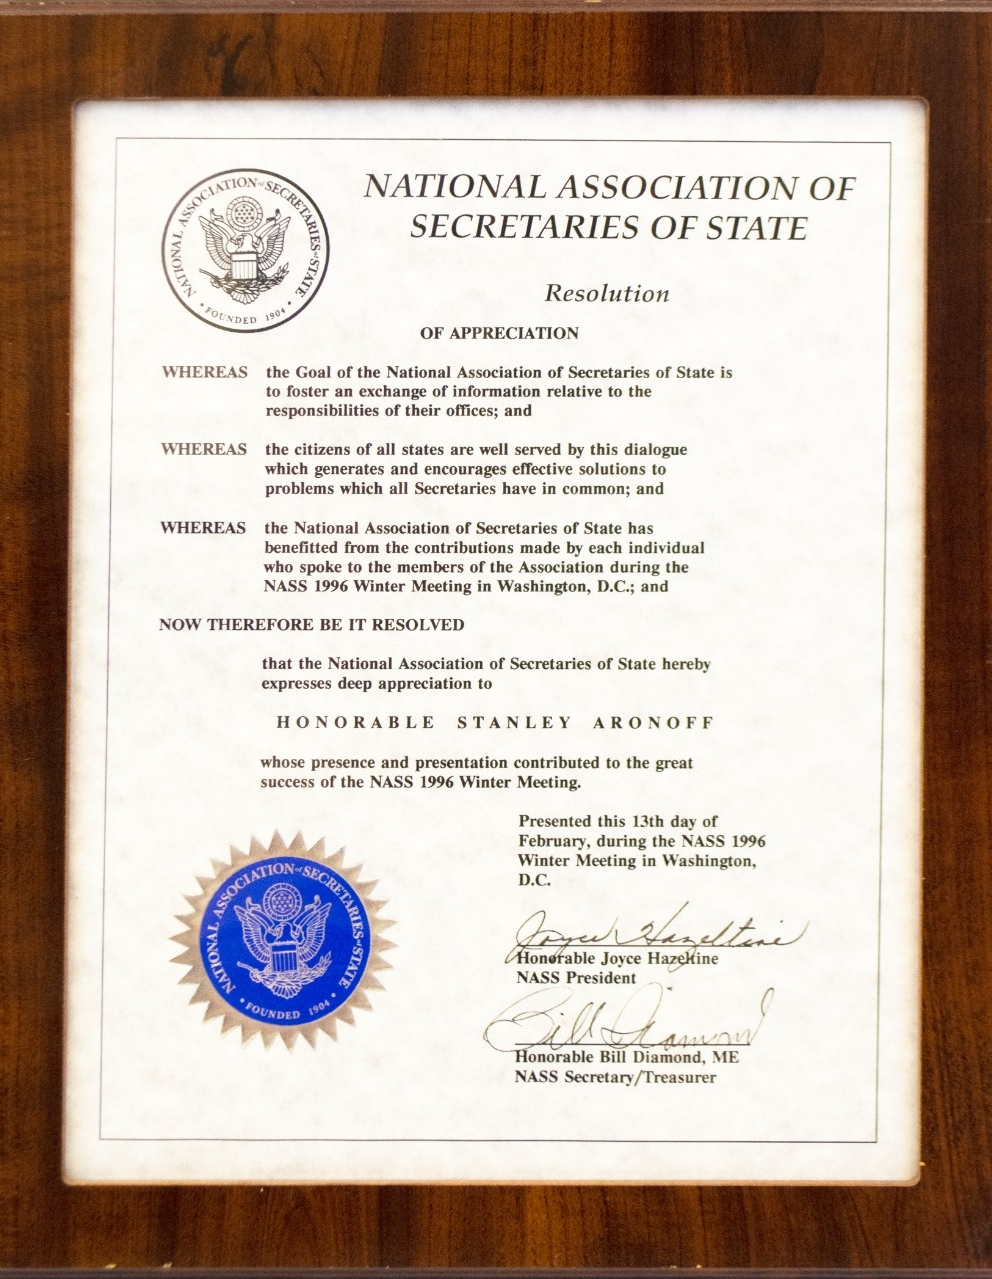 NATIONAL ASSOCIATION of SECRETARIES of STATE
• FOUNDED 1904 •
NATIONAL ASSOCIATION OF
SECRETARIES OF STATE
Resolution
OF APPRECIATION
WHEREAS the Goal of the National Association of Secretaries of State is
to foster an exchange of information relative to the
responsibilities of their offices; and
WHEREAS the citizens of all states are well served by this dialogue
which generates and encourages effective solutions to
problems which all Secretaries have in common; and
WHEREAS the National Association of Secretaries of State has
benefitted from the contributions made by each individual
who spoke to the members of the Association during the
NASS 1996 Winter Meeting in Washington, D.C.; and
NOW THEREFORE BE IT RESOLVED
that the National Association of Secretaries of State hereby
expresses deep appreciation to
HONORABLE STANLEY ARONOFF
whose presence and presentation contributed to the great
success of the NASS 1996 Winter Meeting.
Presented this 13th day of
February, during the NASS 1996
Winter Meeting in Washington,
D.C.
Joyce Hazeltine
Honorable Joyce Hazeltine
NASS President
Bill Diamond
Honorable Bill Diamond, ME
NASS Secretary/Treasurer
NATIONAL ASSOCIATION of SECRETARIES of STATE
• FOUNDED 1904 •